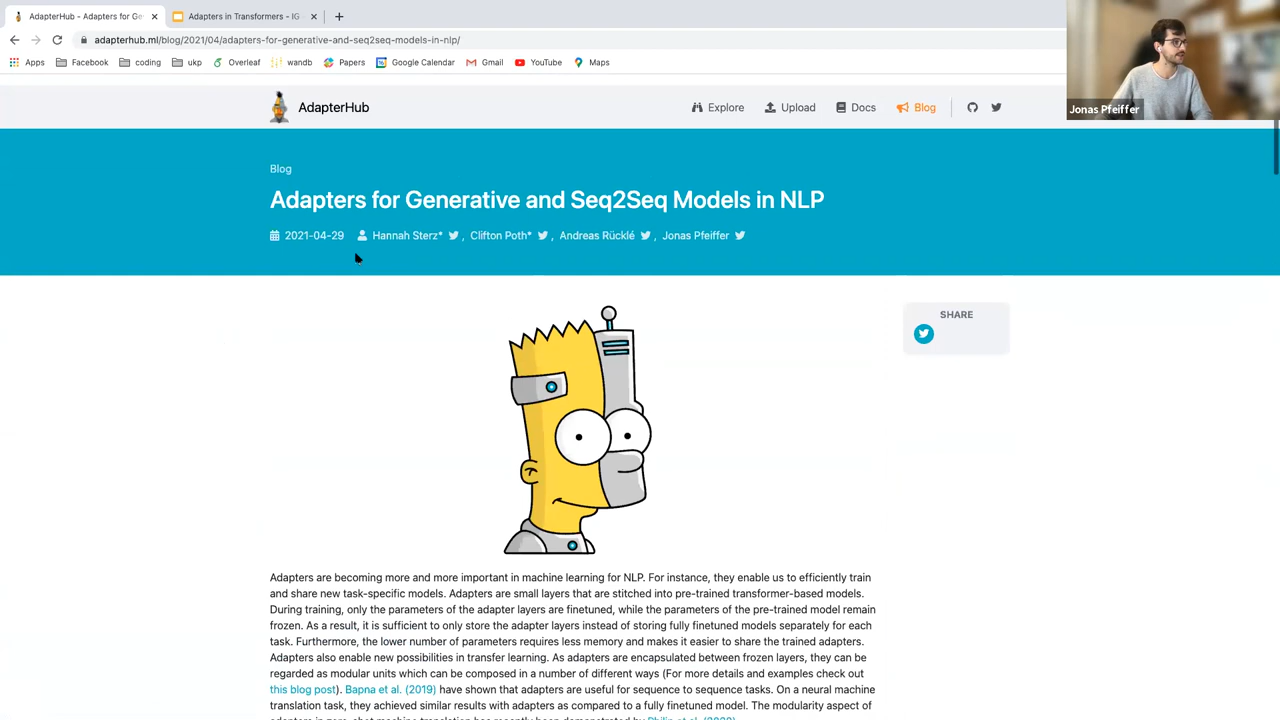 AdapterHub - Adapters for Ge
Adapters in Transformers - IG
adapterhub.ml/blog/2021/04/adapters-for-generative-and-seq2seq-models-in-nlp/
Apps Facebook coding ukp Overleaf wandb Papers Google Calendar Gmail YouTube Maps
Jonas Pfeiffer
AdapterHub
Explore Upload Docs Blog
Blog
Adapters for Generative and Seq2Seq Models in NLP
2021-04-29 Hannah Sterz* , Clifton Poth* , Andreas Rücklé , Jonas Pfeiffer
SHARE
Adapters are becoming more and more important in machine learning for NLP. For instance, they enable us to efficiently train
and share new task-specific models. Adapters are small layers that are stitched into pre-trained transformer-based models.
During training, only the parameters of the adapter layers are finetuned, while the parameters of the pre-trained model remain
frozen. As a result, it is sufficient to only store the adapter layers instead of storing fully finetuned models separately for each
task. Furthermore, the lower number of parameters requires less memory and makes it easier to share the trained adapters.
Adapters also enable new possibilities in transfer learning. As adapters are encapsulated between frozen layers, they can be
regarded as modular units which can be composed in a number of different ways (For more details and examples check out
this blog post). Bapna et al. (2019) have shown that adapters are useful for sequence to sequence tasks. On a neural machine
translation task, they achieved similar results with adapters as compared to a fully finetuned model. The modularity aspect of